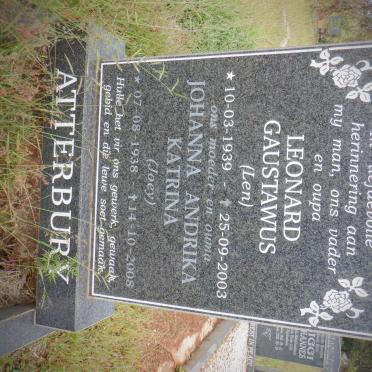 herinnering aan
my man, ons vader
en oupa
LEONARD
GAUSTAWUS
(Len)
★ 10-03-1939 - ✝ 25-09-2003
ons moeder en ouma
JOHANNA ANDRIKA
KATRINA
(Joey)
★ 07-08-1938 - ✝ 14-10-2008
Hulle het vir ons gewerk, gewaak,
gebid en die lewe soet gemaak.
ATTERBURY